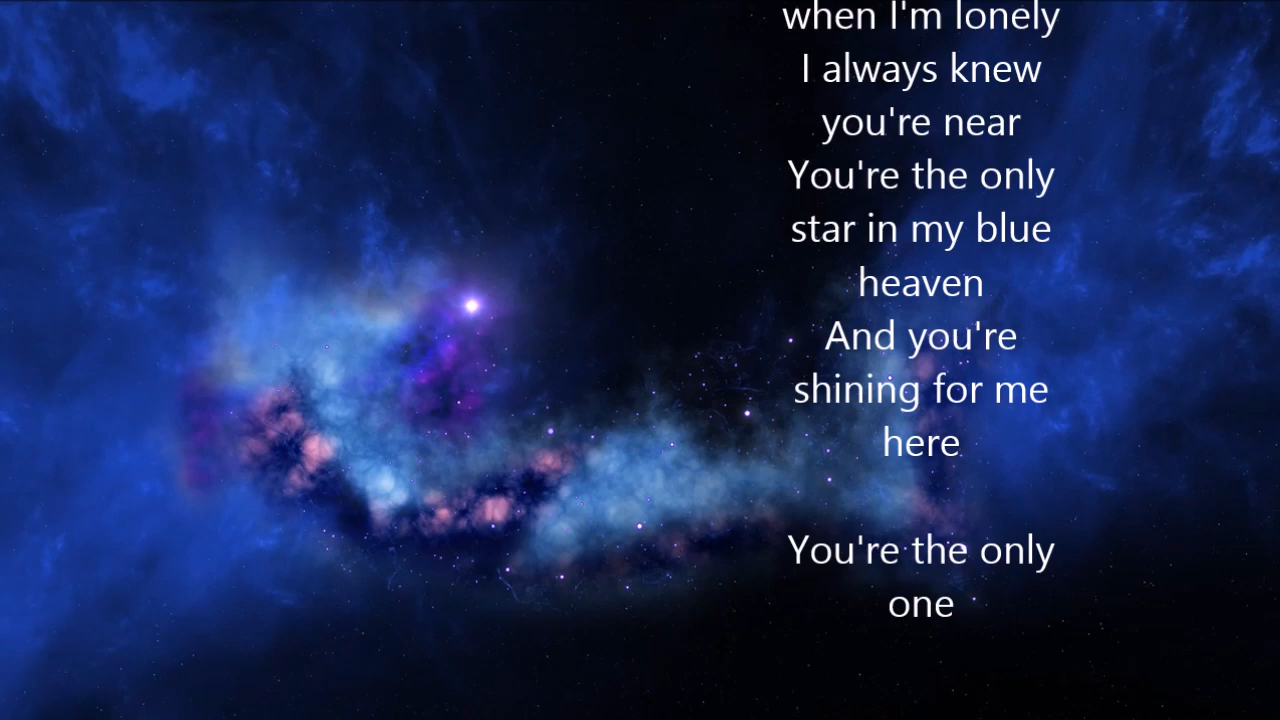 when I'm lonely
I always knew
you're near
You're the only
star in my blue
heaven
And you're
shining for me
here
You're the only
one